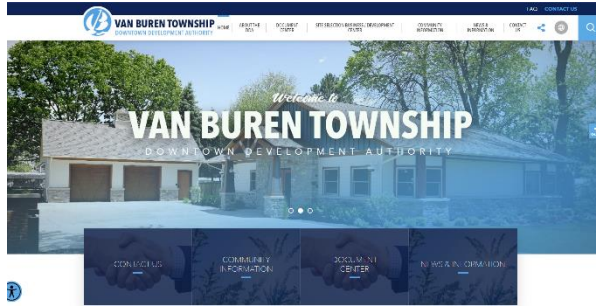 FAQ CONTACT US
VAN BUREN TOWNSHIP
DOWNTOWN DEVELOPMENT AUTHORITY
HOME
ABOUT THE
DDA
DOCUMENT
CENTER
SITE SELECTION/BUSINESS/DEVELOPMENT
CENTER
COMMUNITY
INFORMATION
NEWS &
INFORMATION
CONTACT
US
Welcome to
VAN BUREN TOWNSHIP
DOWNTOWN DEVELOPMENT AUTHORITY
CONTACT US
COMMUNITY
INFORMATION
DOCUMENT
CENTER
NEWS & INFORMATION